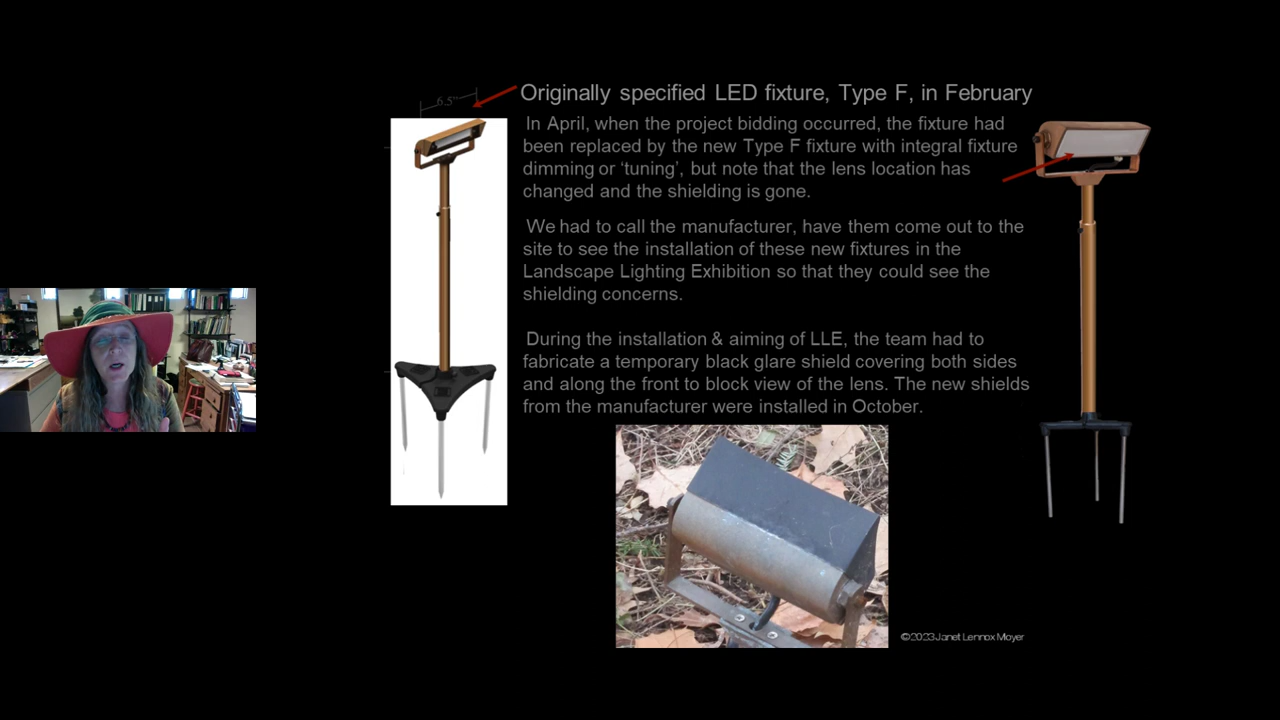 6.5"
Originally specified LED fixture, Type F, in February
In April, when the project bidding occurred, the fixture had
been replaced by the new Type F fixture with integral fixture
dimming or ‘tuning’, but note that the lens location has
changed and the shielding is gone.
We had to call the manufacturer, have them come out to the
site to see the installation of these new fixtures in the
Landscape Lighting Exhibition so that they could see the
shielding concerns.
During the installation & aiming of LLE, the team had to
fabricate a temporary black glare shield covering both sides
and along the front to block view of the lens. The new shields
from the manufacturer were installed in October.
©2023 Janet Lennox Moyer